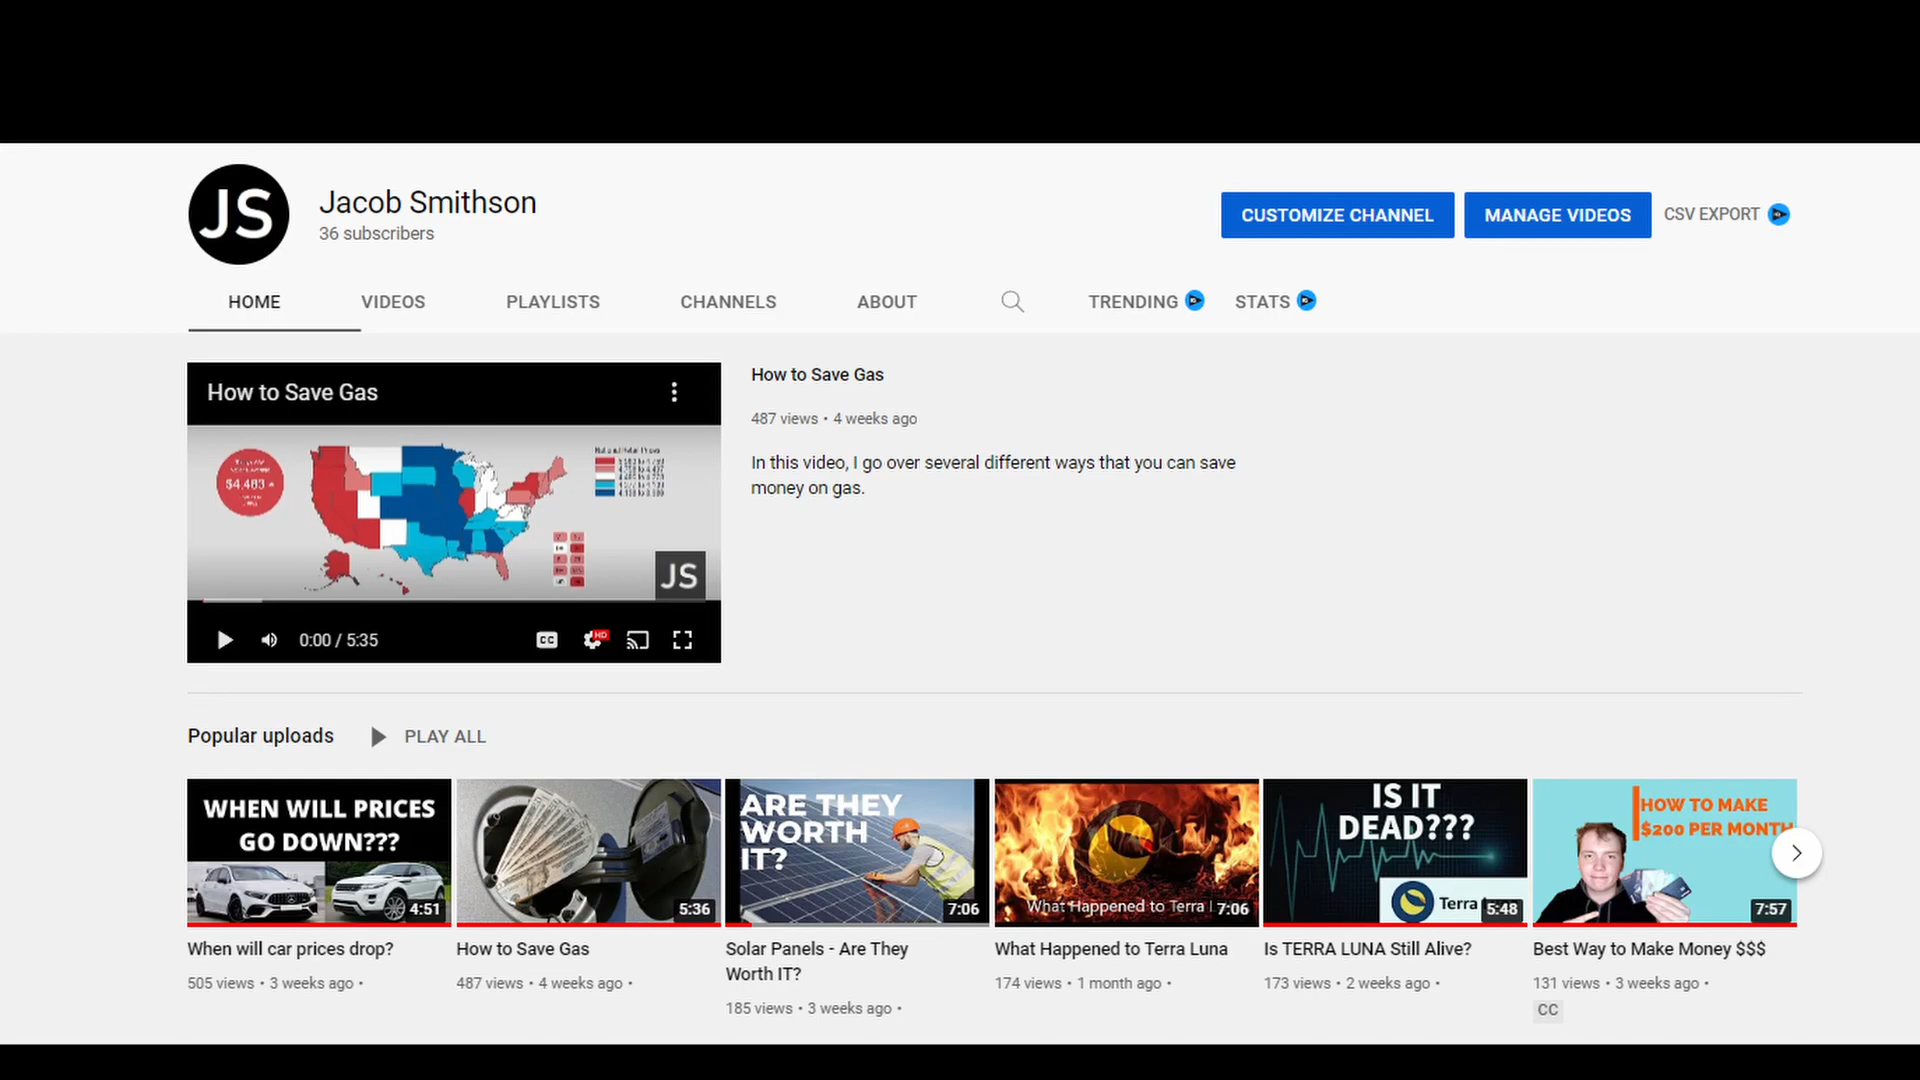 JS
Jacob Smithson
36 subscribers
CUSTOMIZE CHANNEL
MANAGE VIDEOS
CSV EXPORT
HOME
VIDEOS
PLAYLISTS
CHANNELS
ABOUT
TRENDING
STATS
How to Save Gas
$4.483
JS
0:00 / 5:35
CC
HD
How to Save Gas
487 views • 4 weeks ago
In this video, I go over several different ways that you can save
money on gas.
Popular uploads
PLAY ALL
WHEN WILL PRICES
GO DOWN???
4:51
When will car prices drop?
505 views • 3 weeks ago •
5:36
How to Save Gas
487 views • 4 weeks ago •
ARE THEY
WORTH
IT?
7:06
Solar Panels - Are They
Worth IT?
185 views • 3 weeks ago •
What Happened to Terra
7:06
What Happened to Terra Luna
174 views • 1 month ago •
IS IT
DEAD???
Terra
5:48
Is TERRA LUNA Still Alive?
173 views • 2 weeks ago •
HOW TO MAKE
$200 PER MONTH
7:57
Best Way to Make Money $$$
131 views • 3 weeks ago •
CC